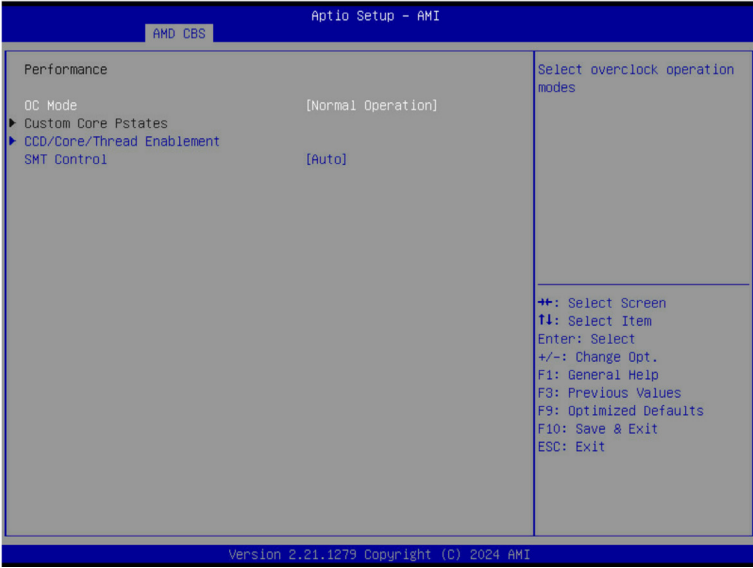 Aptio Setup – AMI
AMD CBS
Performance
OC Mode [Normal Operation]
Custom Core Pstates
CCD/Core/Thread Enablement
SMT Control [Auto]
Select overclock operation
modes
→←: Select Screen
↑↓: Select Item
Enter: Select
+/-: Change Opt.
F1: General Help
F3: Previous Values
F9: Optimized Defaults
F10: Save & Exit
ESC: Exit
Version 2.21.1279 Copyright (C) 2024 AMI